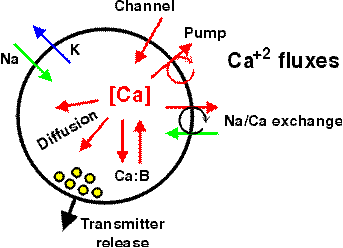 Channel
Na
K
Pump
Ca+2 fluxes
[Ca]
Diffusion
Na/Ca exchange
Ca:B
Transmitter
release